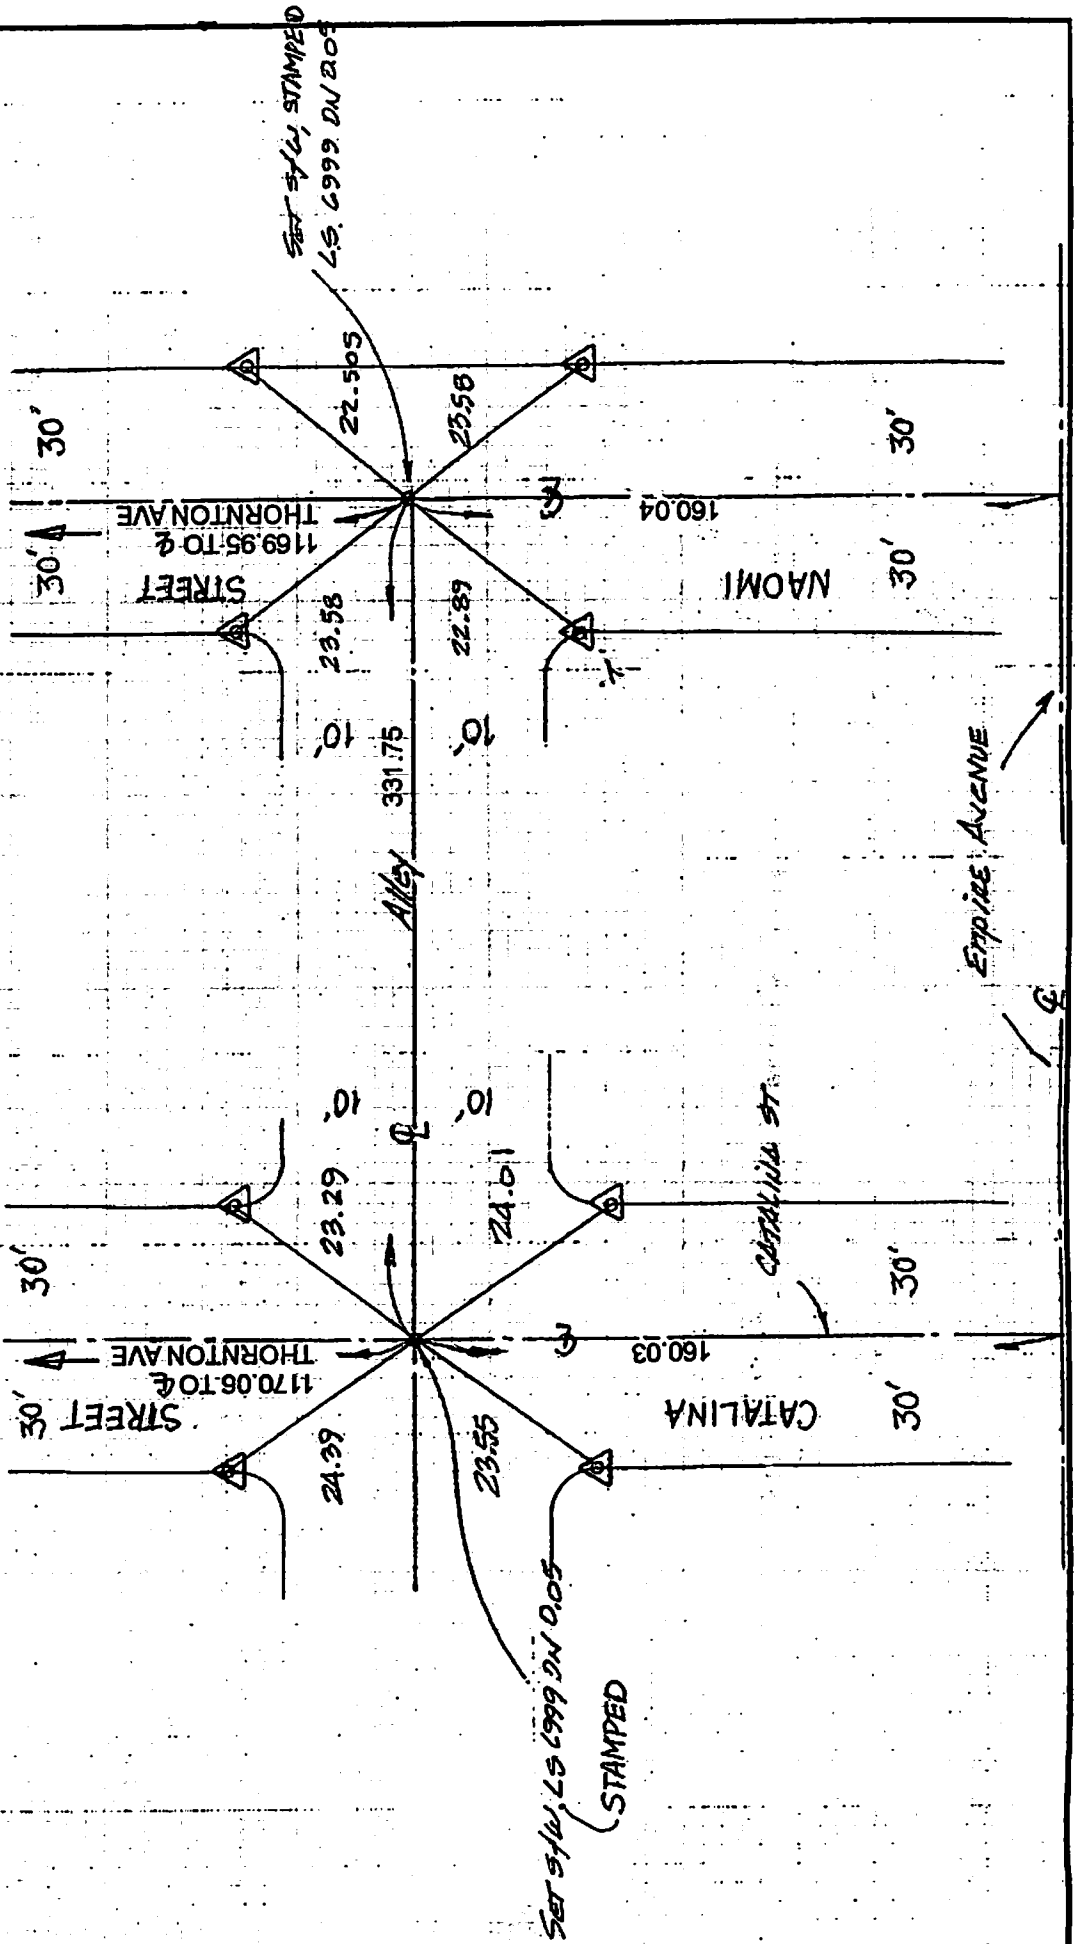 SET S/W, STAMPED
L.S. 6999 DN 0.05
30'
30'
STREET
1169.95 TO ℄
THORNTON AVE
22.505
23.58
23.58
22.89
℄
160.04
NAOMI
30'
30'
10'
10'
331.75
Alley
EMPIRE AVENUE
℄
10'
10'
℄
23.29
24.01
CATALINA ST.
30'
30'
STREET
1170.06 TO ℄
THORNTON AVE
24.39
23.55
℄
160.03
CATALINA
30'
30'
SET S/W, LS 6999 DN 0.05
STAMPED